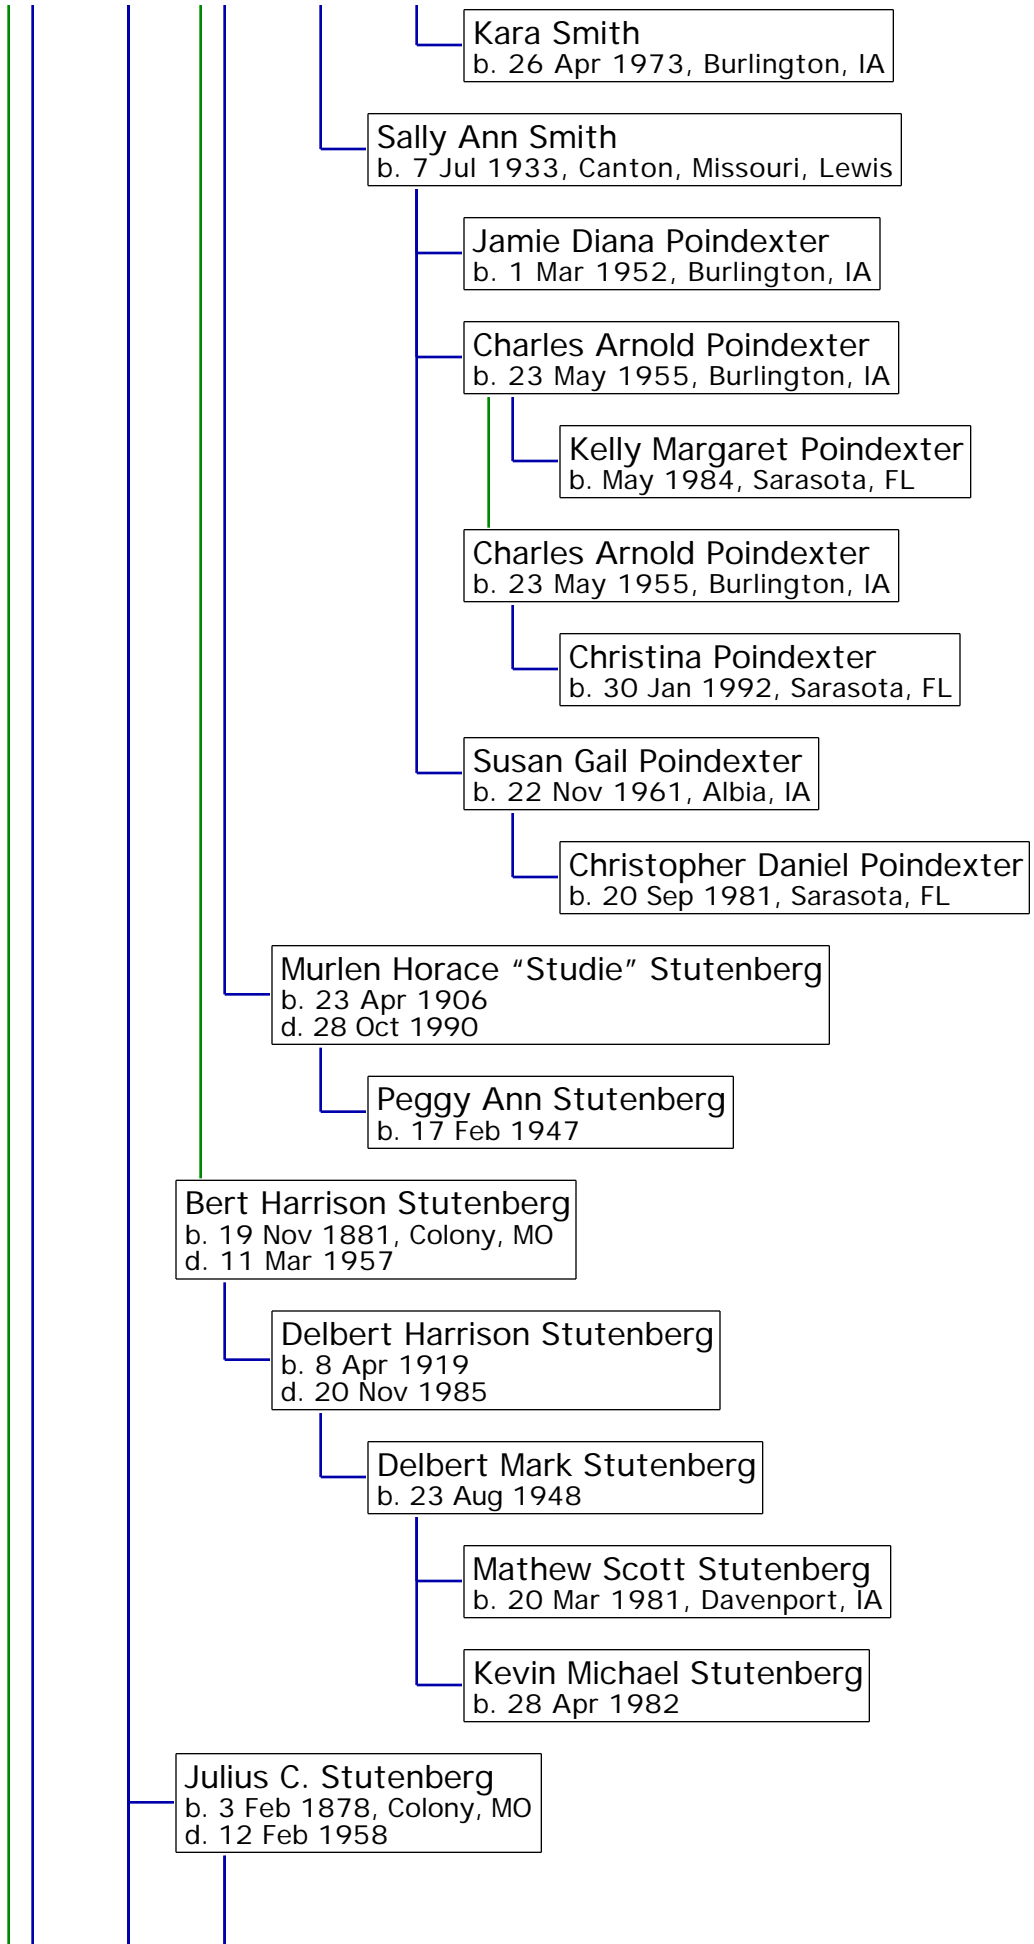 Kara Smith
b. 26 Apr 1973, Burlington, IA
Sally Ann Smith
b. 7 Jul 1933, Canton, Missouri, Lewis
Jamie Diana Poindexter
b. 1 Mar 1952, Burlington, IA
Charles Arnold Poindexter
b. 23 May 1955, Burlington, IA
Kelly Margaret Poindexter
b. May 1984, Sarasota, FL
Charles Arnold Poindexter
b. 23 May 1955, Burlington, IA
Christina Poindexter
b. 30 Jan 1992, Sarasota, FL
Susan Gail Poindexter
b. 22 Nov 1961, Albia, IA
Christopher Daniel Poindexter
b. 20 Sep 1981, Sarasota, FL
Murlen Horace “Studie” Stutenberg
b. 23 Apr 1906
d. 28 Oct 1990
Peggy Ann Stutenberg
b. 17 Feb 1947
Bert Harrison Stutenberg
b. 19 Nov 1881, Colony, MO
d. 11 Mar 1957
Delbert Harrison Stutenberg
b. 8 Apr 1919
d. 20 Nov 1985
Delbert Mark Stutenberg
b. 23 Aug 1948
Mathew Scott Stutenberg
b. 20 Mar 1981, Davenport, IA
Kevin Michael Stutenberg
b. 28 Apr 1982
Julius C. Stutenberg
b. 3 Feb 1878, Colony, MO
d. 12 Feb 1958